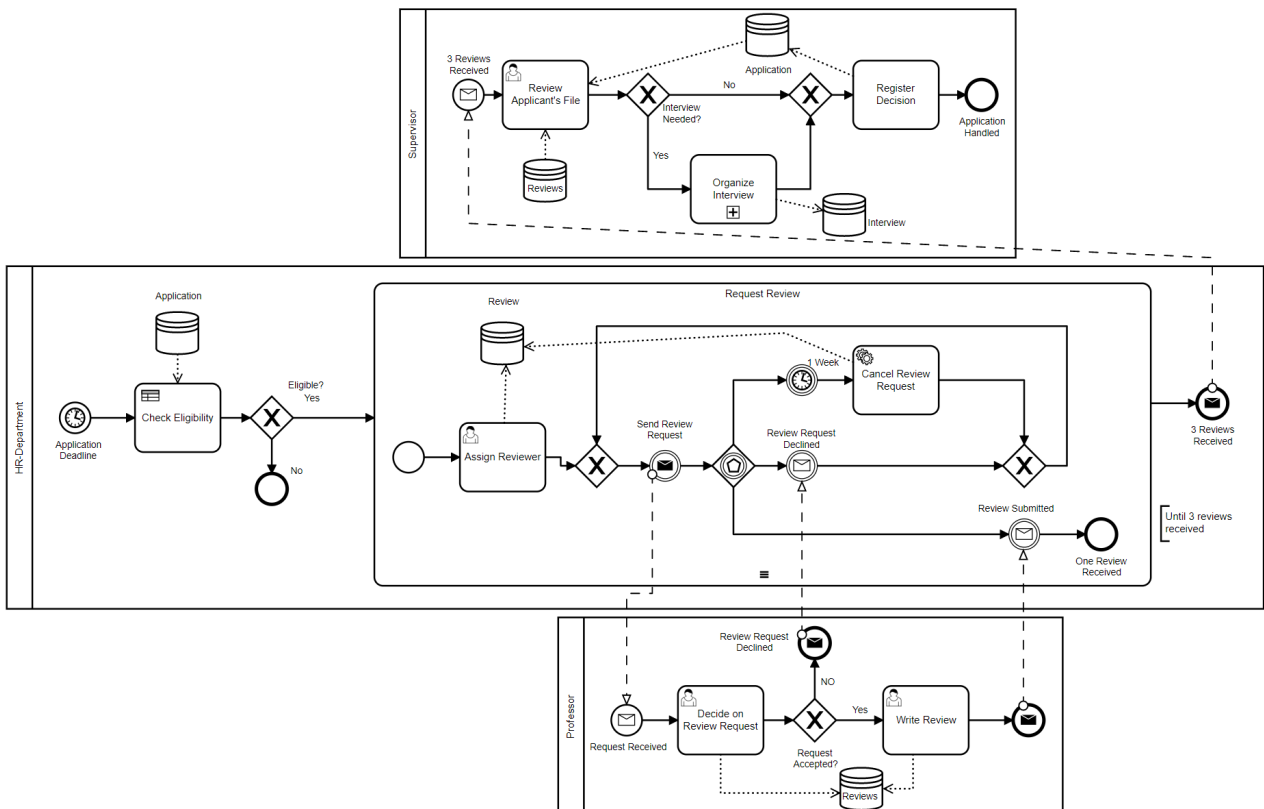 3 Reviews
Received
Review
Applicant's File
Application
No
Interview
Needed?
Register
Decision
Application
Handled
Supervisor
Yes
Reviews
Organize
Interview
Interview
Request Review
Application
Review
Eligible?
Yes
1 Week
Cancel Review
Request
Check Eligibility
Application
Deadline
HR-Department
No
Assign Reviewer
Send Review
Request
Review Request
Declined
3 Reviews
Received
Review Submitted
Until 3 reviews
received
One Review
Received
Review Request
Declined
NO
Professor
Request Received
Decide on
Review Request
Yes
Write Review
Request
Accepted?
Reviews